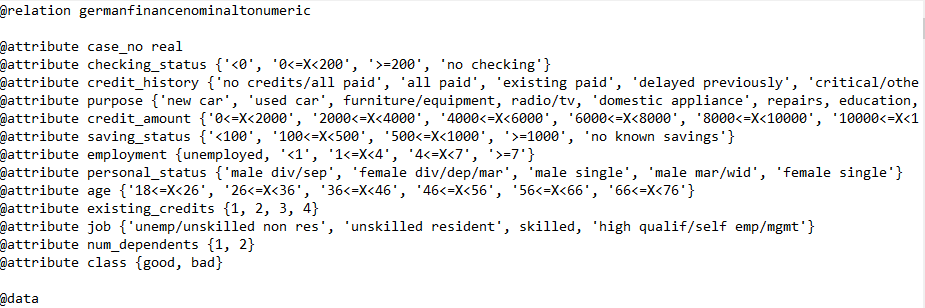 @relation germanfinancenominaltonumeric
@attribute case_no real
@attribute checking_status {'<0', '0<=X<200', '>=200', 'no checking'}
@attribute credit_history {'no credits/all paid', 'all paid', 'existing paid', 'delayed previously', 'critical/othe
@attribute purpose {'new car', 'used car', furniture/equipment, radio/tv, 'domestic appliance', repairs, education,
@attribute credit_amount {'0<=X<2000', '2000<=X<4000', '4000<=X<6000', '6000<=X<8000', '8000<=X<10000', '10000<=X<1
@attribute saving_status {'<100', '100<=X<500', '500<=X<1000', '>=1000', 'no known savings'}
@attribute employment {unemployed, '<1', '1<=X<4', '4<=X<7', '>=7'}
@attribute personal_status {'male div/sep', 'female div/dep/mar', 'male single', 'male mar/wid', 'female single'}
@attribute age {'18<=X<26', '26<=X<36', '36<=X<46', '46<=X<56', '56<=X<66', '66<=X<76'}
@attribute existing_credits {1, 2, 3, 4}
@attribute job {'unemp/unskilled non res', 'unskilled resident', skilled, 'high qualif/self emp/mgmt'}
@attribute num_dependents {1, 2}
@attribute class {good, bad}
@data